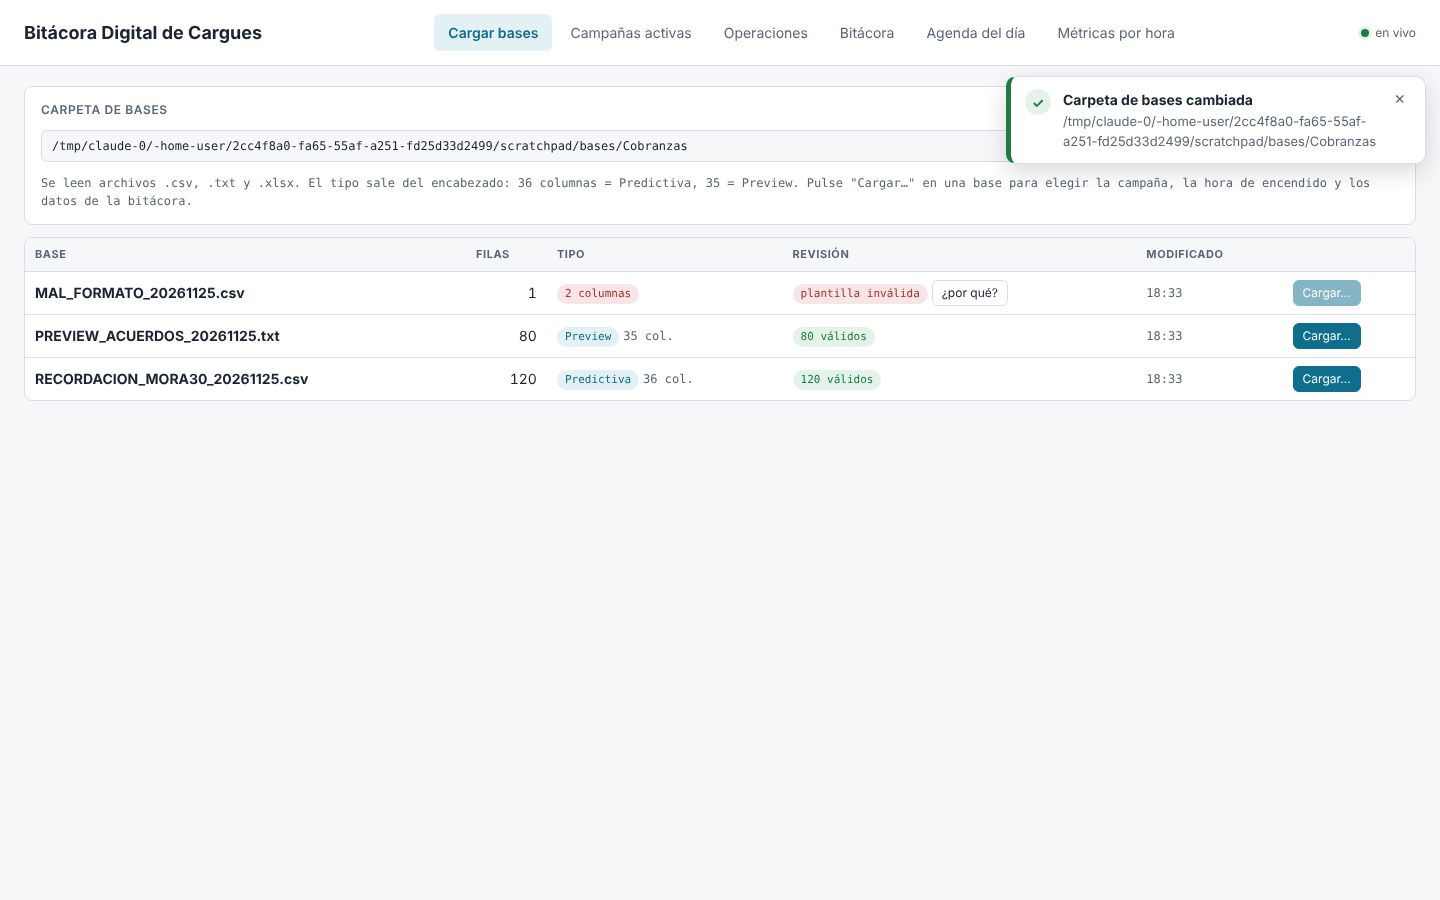 Bitácora Digital de Cargues
Cargar bases
Campañas activas
Operaciones
Bitácora
Agenda del día
Métricas por hora
en vivo
Carpeta de bases cambiada
/tmp/claude-0/-home-user/2cc4f8a0-fa65-55af-
a251-fd25d33d2499/scratchpad/bases/Cobranzas
CARPETA DE BASES
/tmp/claude-0/-home-user/2cc4f8a0-fa65-55af-a251-fd25d33d2499/scratchpad/bases/Cobranzas
Se leen archivos .csv, .txt y .xlsx. El tipo sale del encabezado: 36 columnas = Predictiva, 35 = Preview. Pulse "Cargar…" en una base para elegir la campaña, la hora de encendido y los
datos de la bitácora.
BASE FILAS TIPO REVISIÓN MODIFICADO
MAL_FORMATO_20261125.csv 1 2 columnas plantilla inválida ¿por qué? 18:33 Cargar…
PREVIEW_ACUERDOS_20261125.txt 80 Preview 35 col. 80 válidos 18:33 Cargar…
RECORDACION_MORA30_20261125.csv 120 Predictiva 36 col. 120 válidos 18:33 Cargar…